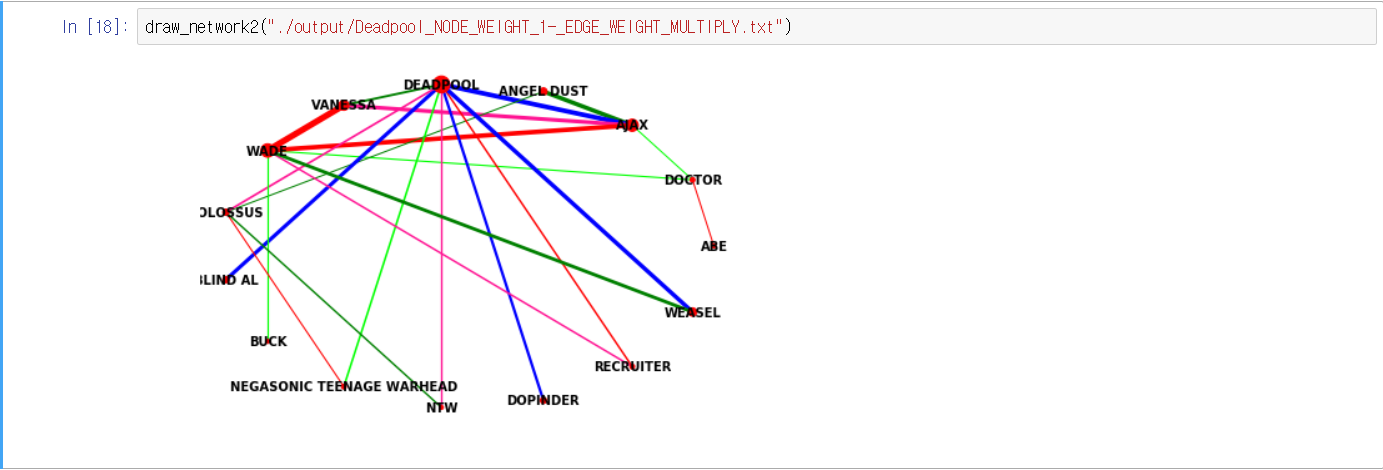 In [18]: draw_network2("./output/Deadpool_NODE_WEIGHT_1-_EDGE_WEIGHT_MULTIPLY.txt")
DEADPOOL
ANGEL DUST
VANESSA
AJAX
WADE
DOCTOR
OLOSSUS
ABE
BLIND AL
WEASEL
BUCK
RECRUITER
NEGASONIC TEENAGE WARHEAD
DOPINDER
NTW